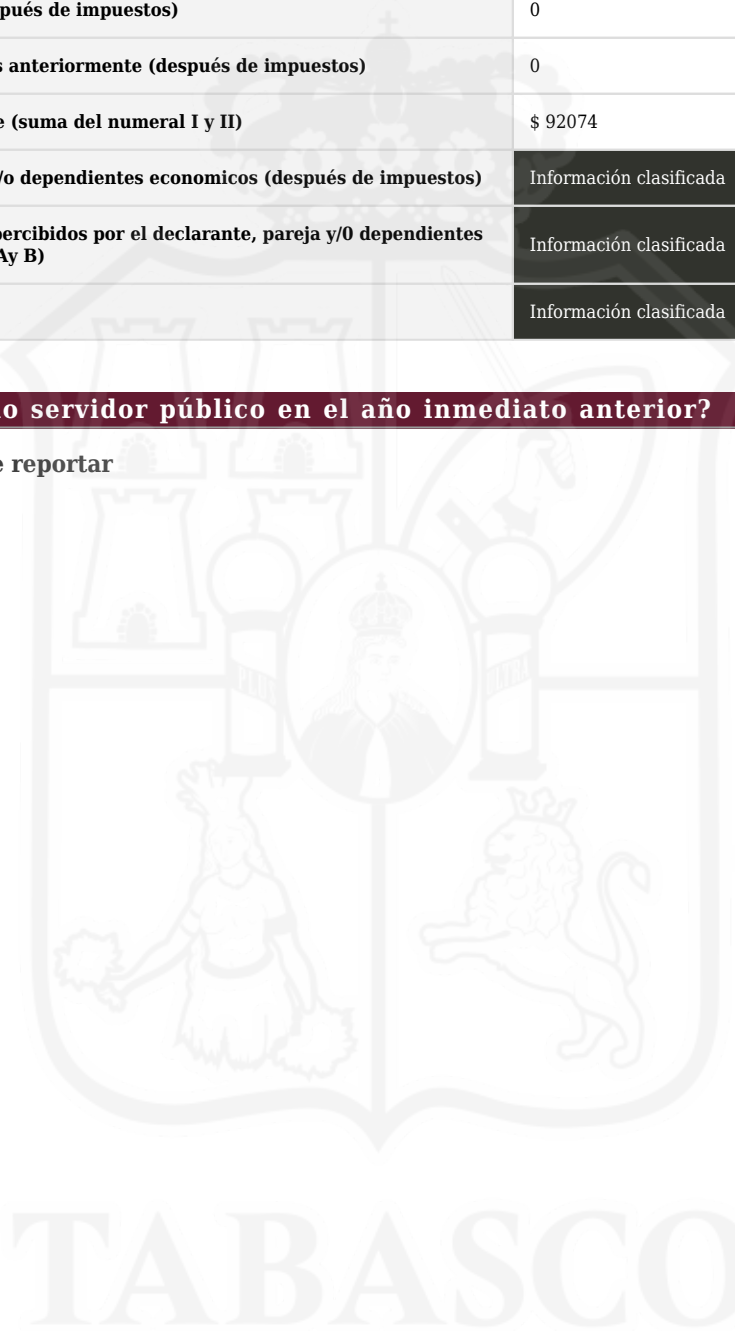 pués de impuestos)
0
s anteriormente (después de impuestos)
0
e (suma del numeral I y II)
$ 92074
/o dependientes economicos (después de impuestos)
Información clasificada
percibidos por el declarante, pareja y/0 dependientes
Ay B)
Información clasificada
Información clasificada
o servidor público en el año inmediato anterior?
e reportar
PLUS
ULTRA
TABASCO